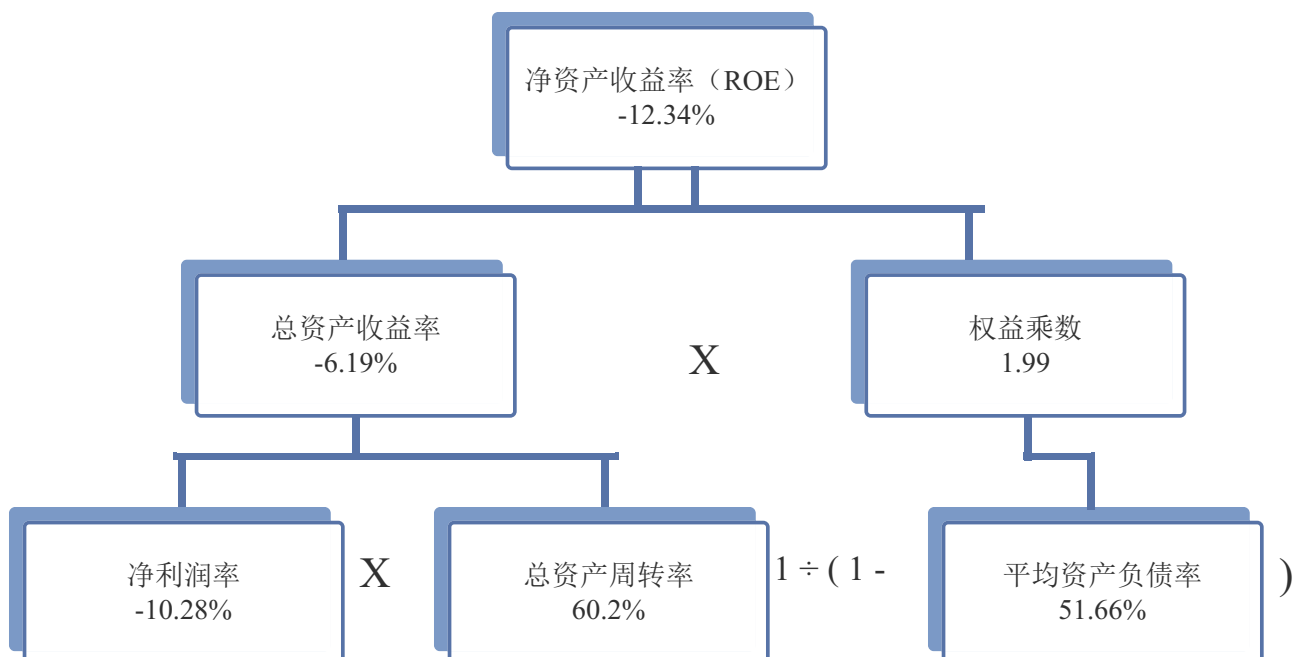 净资产收益率（ROE）
-12.34%
总资产收益率
-6.19%
X
权益乘数
1.99
净利润率
-10.28%
X
总资产周转率
60.2%
1 ÷ ( 1 -
平均资产负债率
51.66%
)